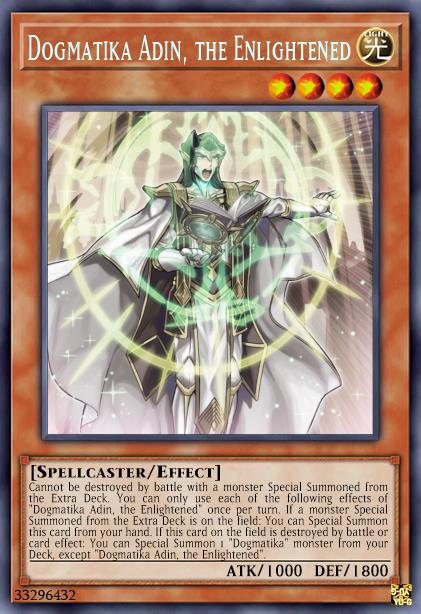 DOGMATIKA ADIN, THE ENLIGHTENED
LIGHT
光
[SPELLCASTER/EFFECT]
Cannot be destroyed by battle with a monster Special Summoned from
the Extra Deck. You can only use each of the following effects of
"Dogmatika Adin, the Enlightened" once per turn. If a monster Special
Summoned from the Extra Deck is on the field: You can Special Summon
this card from your hand. If this card on the field is destroyed by battle or
card effect: You can Special Summon 1 "Dogmatika" monster from your
Deck, except "Dogmatika Adin, the Enlightened".
ATK/1000 DEF/1800
33296432